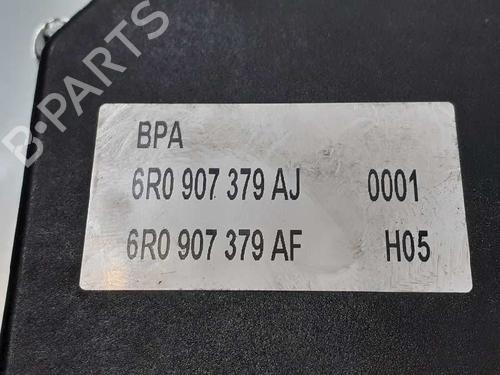 BPA
6R0 907 379 AJ 0001
6R0 907 379 AF H05
B-PARTS